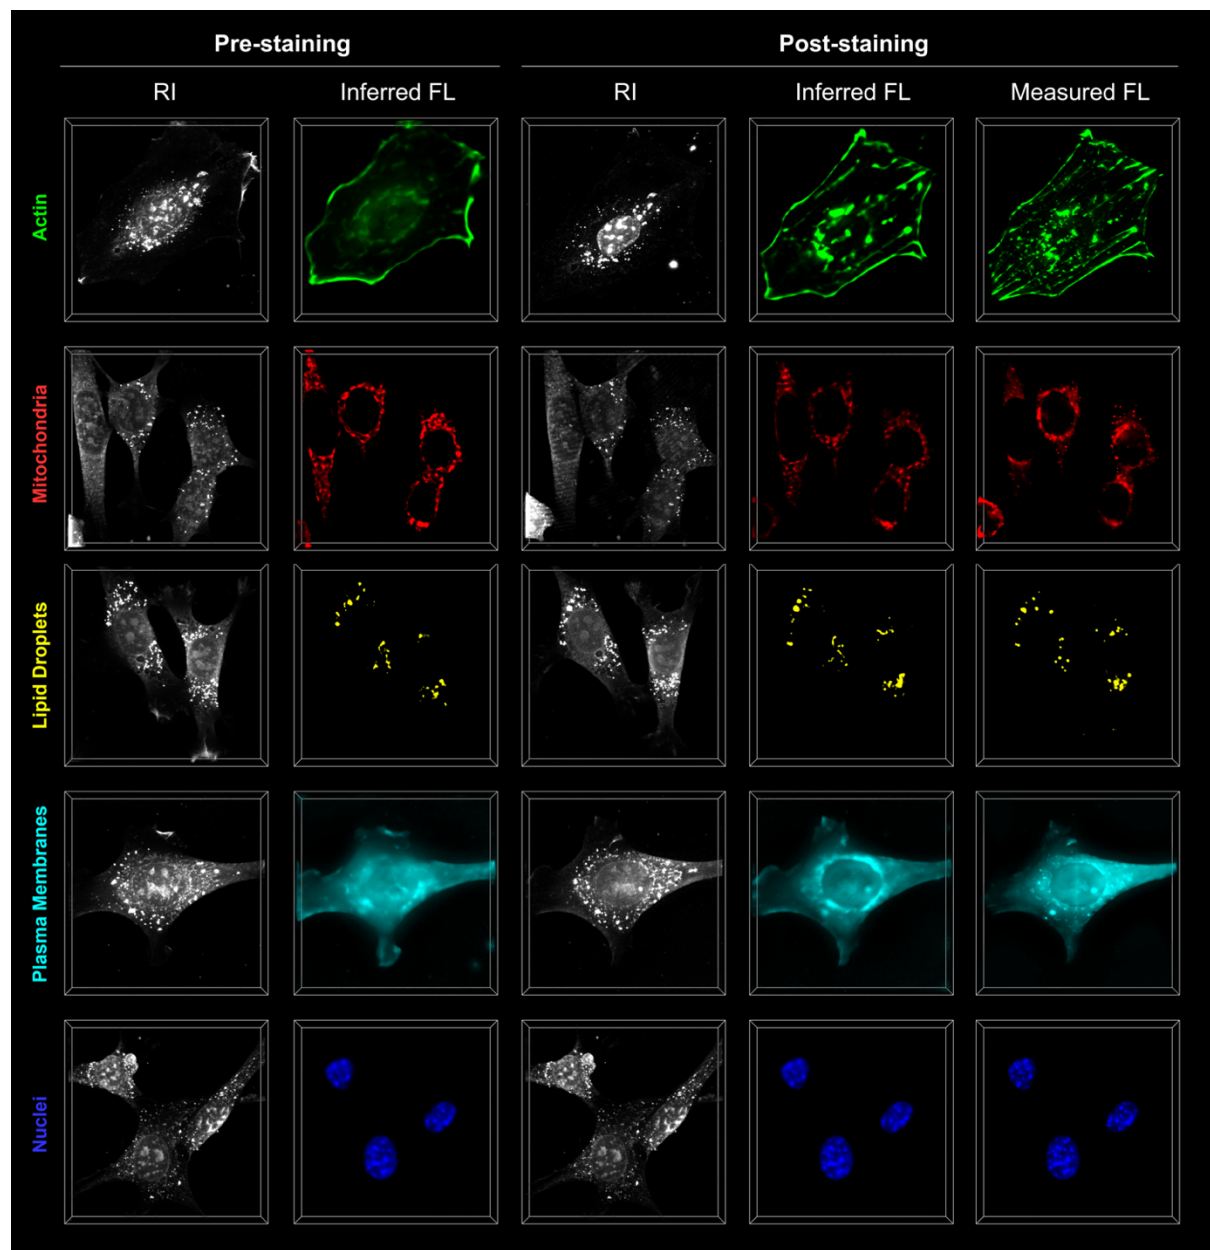 Pre-staining
Post-staining
RI
Inferred FL
RI
Inferred FL
Measured FL
Actin
Mitochondria
Lipid Droplets
Plasma Membranes
Nuclei